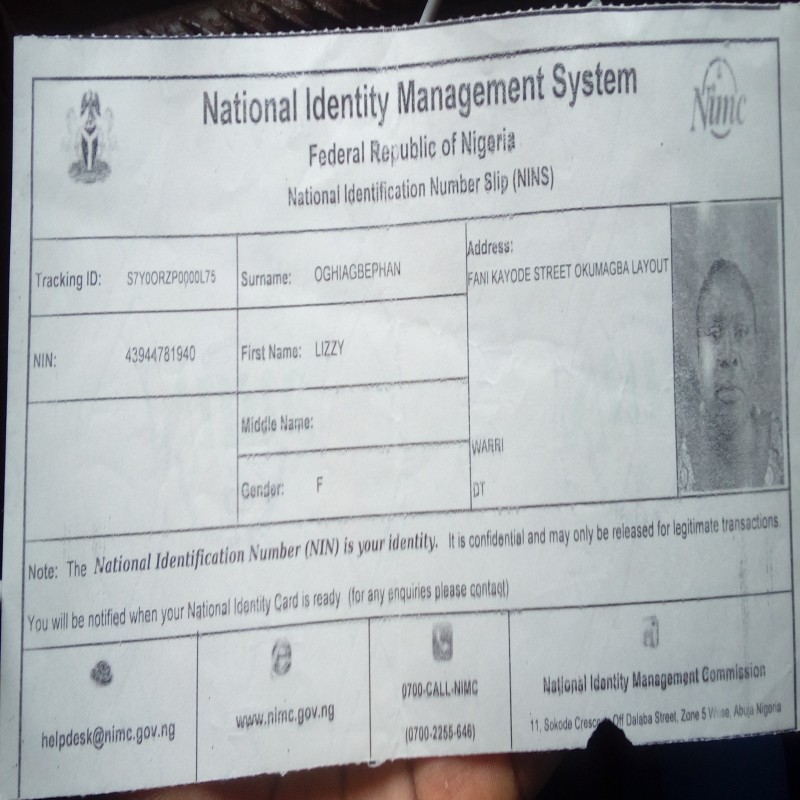 National Identity Management System
Federal Republic of Nigeria
National Identification Number Slip (NINS)
Nimc
Tracking ID: S7Y0ORZP0000L75
Surname: OGHIAGBEPHAN
Address:
FANI KAYODE STREET OKUMAGBA LAYOUT
NIN: 43944781940
First Name: LIZZY
Middle Name:
WARRI
Gender: F
DT
Note: The National Identification Number (NIN) is your identity. It is confidential and may only be released for legitimate transactions.
You will be notified when your National Identity Card is ready (for any enquiries please contact)
helpdesk@nimc.gov.ng
www.nimc.gov.ng
0700-CALL-NIMC
(0700-2255-646)
National Identity Management Commission
11, Sokode Off Dalaba Street, Zone 5 Abuja Nigeria